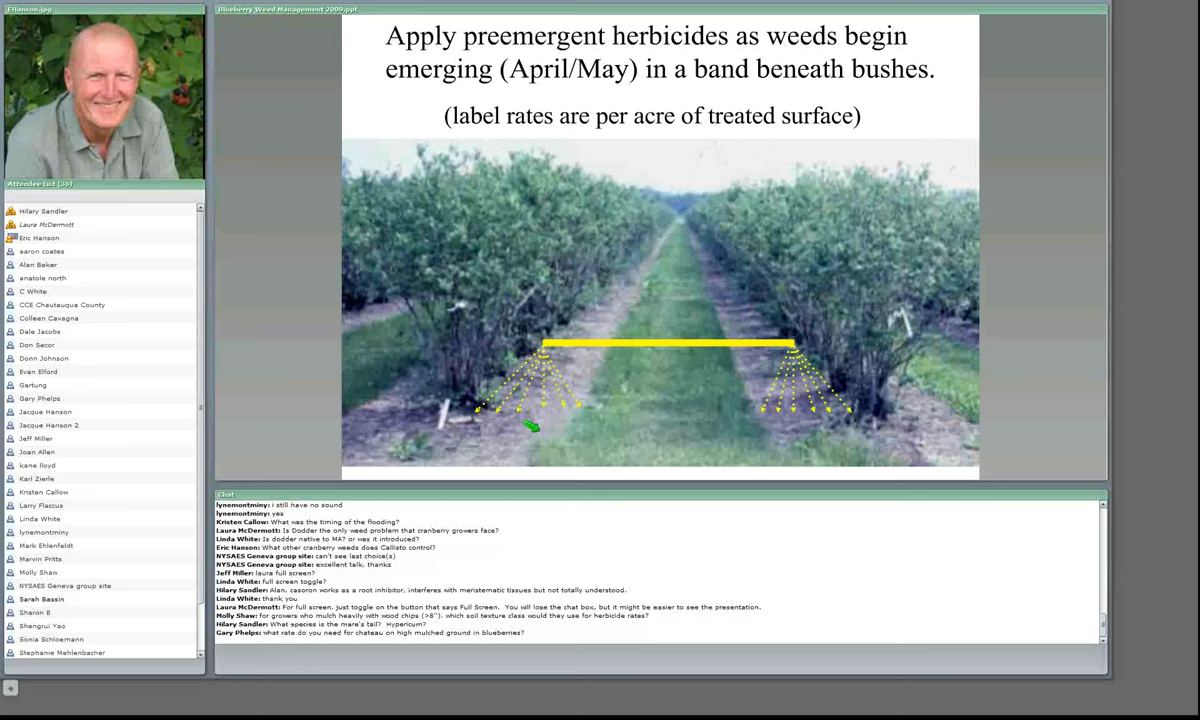 EHanson.jpg
Attendee List (36)
Hilary Sandler
Laura McDermott
Eric Hanson
aaron coates
Alan Baker
anatole north
C White
CCE Chautauqua County
Colleen Cavagna
Dale Jacobs
Don Secor
Donn Johnson
Evan Elford
Gartung
Gary Phelps
Jacque Hanson
Jacque Hanson 2
Jeff Miller
Joan Allen
kane lloyd
Karl Zierle
Kristen Callow
Larry Flaccus
Linda White
lynemontminy
Mark Ehlenfeldt
Marvin Pritts
Molly Shaw
NYSAES Geneva group site
Sarah Bassin
Sharon B
Shengrui Yao
Sonia Schloemann
Stephanie Mehlenbacher
Blueberry Weed Management 2009.ppt
Apply preemergent herbicides as weeds begin
emerging (April/May) in a band beneath bushes.
(label rates are per acre of treated surface)
Chat
lynemontminy: i still have no sound
lynemontminy: yes
Kristen Callow: What was the timing of the flooding?
Laura McDermott: Is Dodder the only weed problem that cranberry growers face?
Linda White: Is dodder native to MA? or was it introduced?
Eric Hanson: What other cranberry weeds does Callisto control?
NYSAES Geneva group site: can't see last choice(s)
NYSAES Geneva group site: excellent talk, thanks
Jeff Miller: laura full screen?
Linda White: full screen toggle?
Hilary Sandler: Alan, casoron works as a root inhibitor, interferes with meristematic tissues but not totally understood.
Linda White: thank you
Laura McDermott: For full screen, just toggle on the button that says Full Screen. You will lose the chat box, but it might be easier to see the presentation.
Molly Shaw: for growers who mulch heavily with wood chips (>8"), which soil texture class would they use for herbicide rates?
Hilary Sandler: What species is the mare's tail? Hypericum?
Gary Phelps: what rate do you need for chateau on high mulched ground in blueberries?